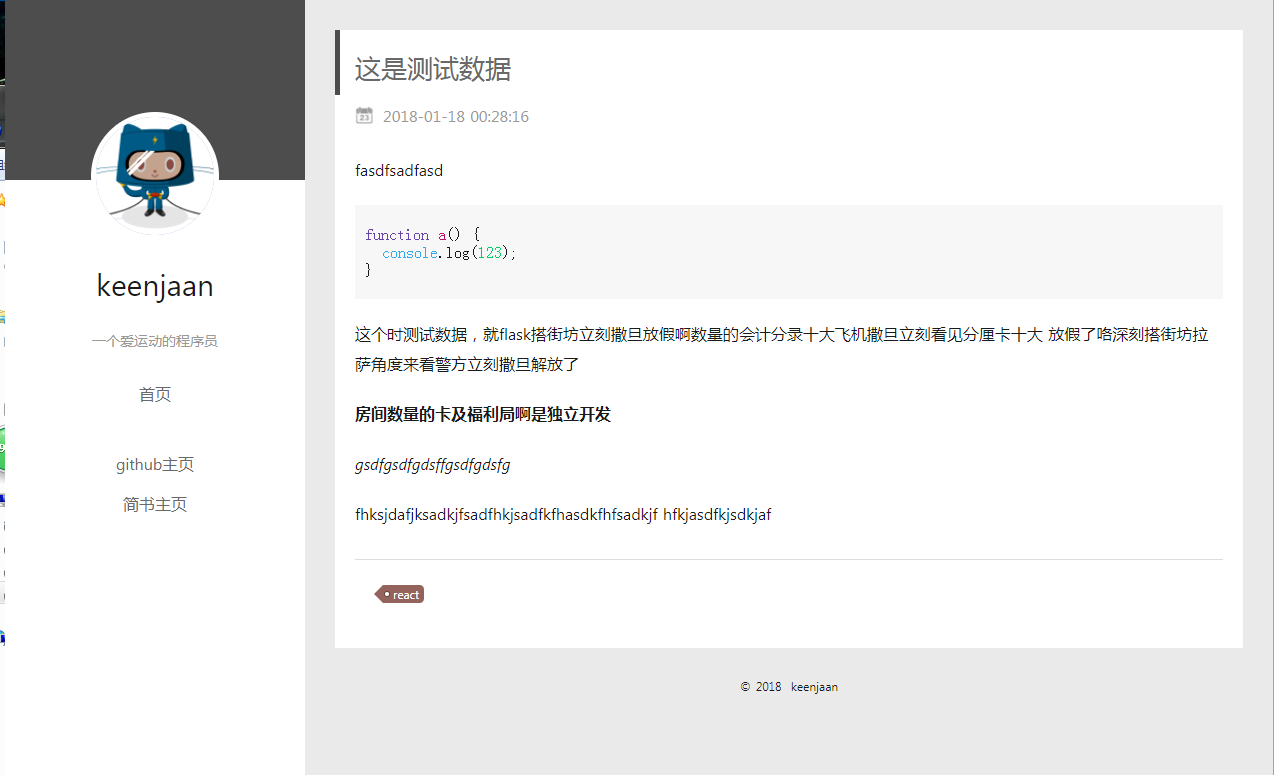 keenjaan
一个爱运动的程序员
首页
github主页
简书主页
这是测试数据
2018-01-18 00:28:16
fasdfsadfasd
function a() {
  console.log(123);
}
这个时测试数据，就flask搭街坊立刻撒旦放假啊数量的会计分录十大飞机撒旦立刻看见分厘卡十大 放假了咯深刻搭街坊拉
萨角度来看警方立刻撒旦解放了
房间数量的卡及福利局啊是独立开发
gsdfgsdfgdsffgsdfgdsfg
fhksjdafjksadkjfsadfhkjsadfkfhasdkfhfsadkjf hfkjasdfkjsdkjaf
react
© 2018 keenjaan